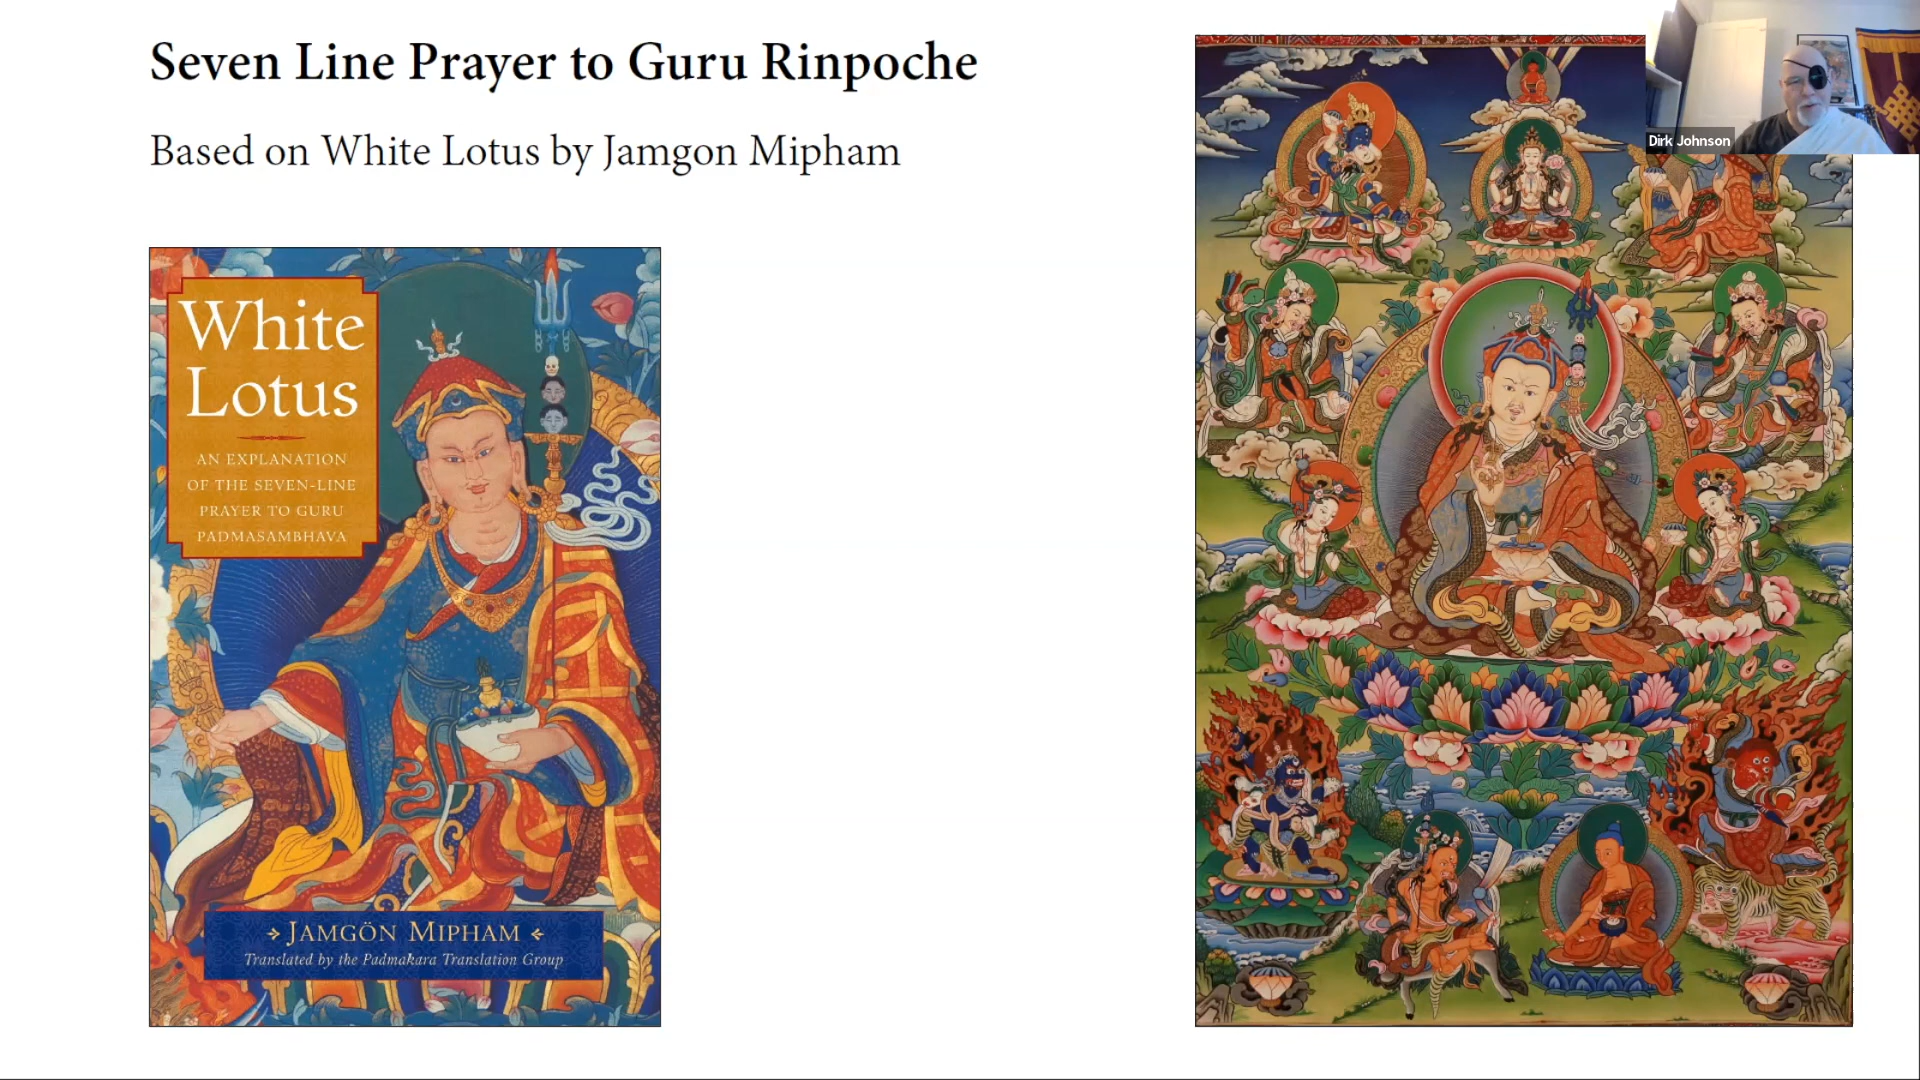 Seven Line Prayer to Guru Rinpoche
Based on White Lotus by Jamgon Mipham
White
Lotus
AN EXPLANATION
OF THE SEVEN-LINE
PRAYER TO GURU
PADMASAMBHAVA
JAMGÖN MIPHAM
Translated by the Padmakara Translation Group
Dirk Johnson